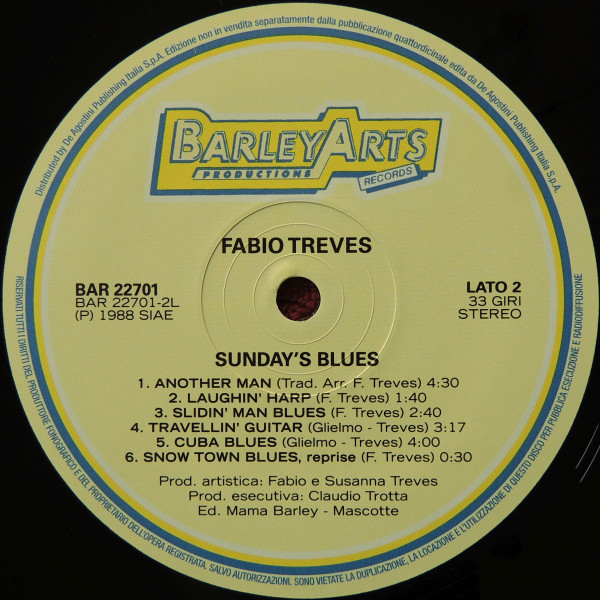 Distributed by De Agostini Publishing Italia S.p.A. Edizione non in vendita separatamente dalla pubblicazione quattordicinale edita da De Agostini Publishing Italia S.p.A.
BARLEY ARTS
PRODUCTIONS
RECORDS
FABIO TREVES
BAR 22701
BAR 22701-2L
(P) 1988 SIAE
LATO 2
33 GIRI
STEREO
SUNDAY'S BLUES
1. ANOTHER MAN (Trad. Arr. F. Treves) 4:30
2. LAUGHIN' HARP (F. Treves) 1:40
3. SLIDIN' MAN BLUES (F. Treves) 2:40
4. TRAVELLIN' GUITAR (Glielmo - Treves) 3:17
5. CUBA BLUES (Glielmo - Treves) 4:00
6. SNOW TOWN BLUES, reprise (F. Treves) 0:30
Prod. artistica: Fabio e Susanna Treves
Prod. esecutiva: Claudio Trotta
Ed. Mama Barley - Mascotte
RISERVATI TUTTI I DIRITTI DEL PRODUTTORE FONOGRAFICO E DEL PROPRIETARIO DELL'OPERA REGISTRATA. SALVO AUTORIZZAZIONI. SONO VIETATE LA DUPLICAZIONE, LA LOCAZIONE E L'UTILIZZAZIONE DI QUESTO DISCO PER PUBBLICA ESECUZIONE E RADIODIFFUSIONE